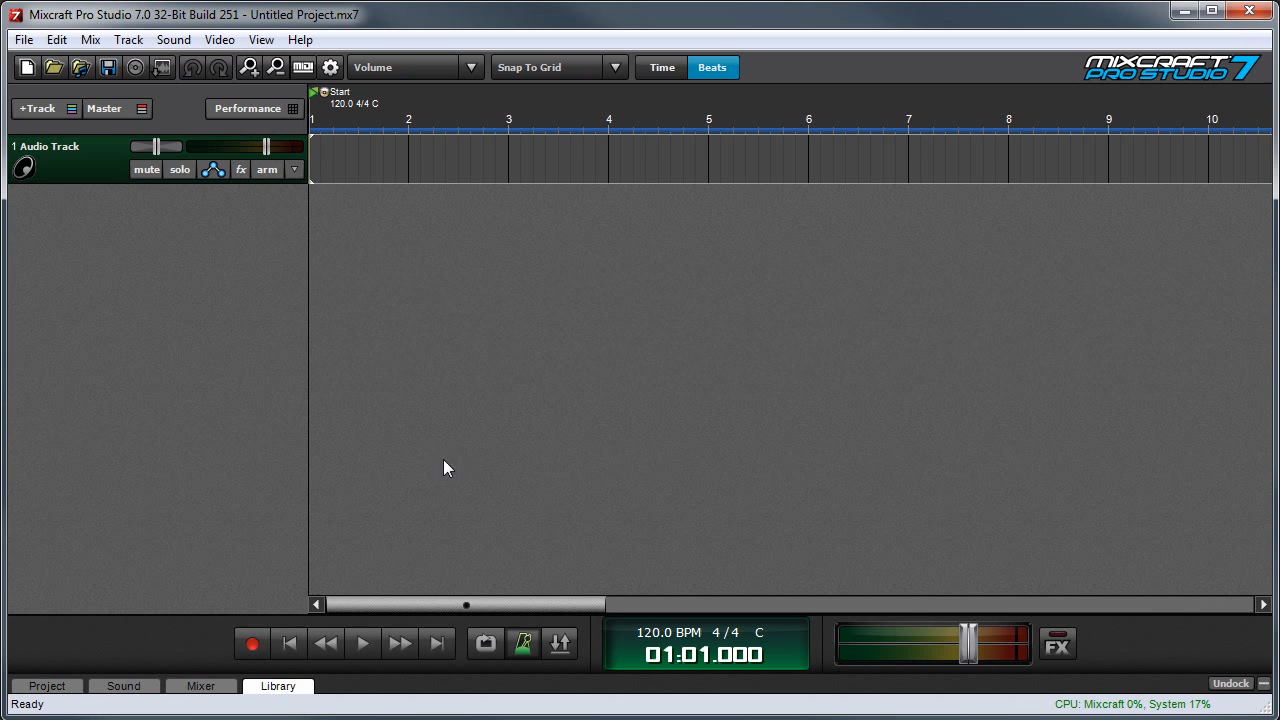 Mixcraft Pro Studio 7.0 32-Bit Build 251 - Untitled Project.mx7
File Edit Mix Track Sound Video View Help
Volume Snap To Grid Time Beats MIXCRAFT PRO STUDIO 7
+Track Master Performance
Start
120.0 4/4 C
1 2 3 4 5 6 7 8 9 10
1 Audio Track
mute solo fx arm
120.0 BPM 4/4 C
01:01.000
FX
Project Sound Mixer Library Undock
Ready CPU: Mixcraft 0%, System 17%